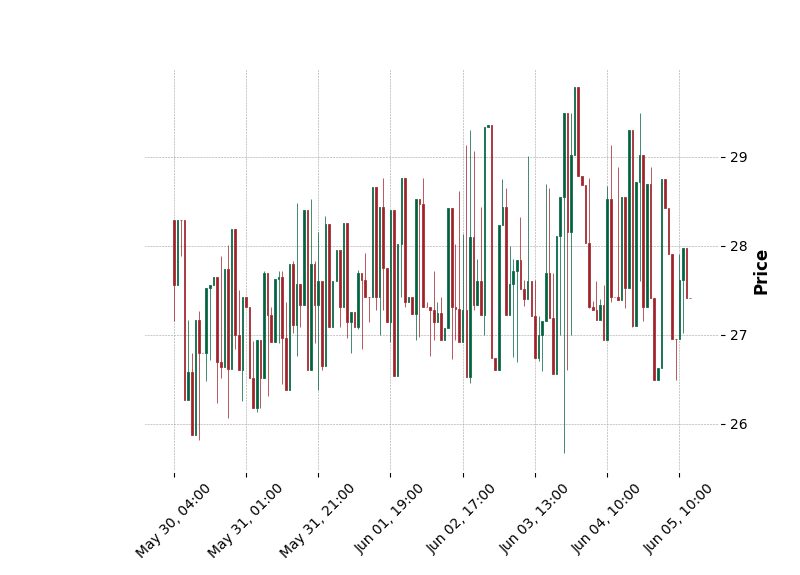 29
28
27
26
Price
May 30, 04:00
May 31, 01:00
May 31, 21:00
Jun 01, 19:00
Jun 02, 17:00
Jun 03, 13:00
Jun 04, 10:00
Jun 05, 10:00